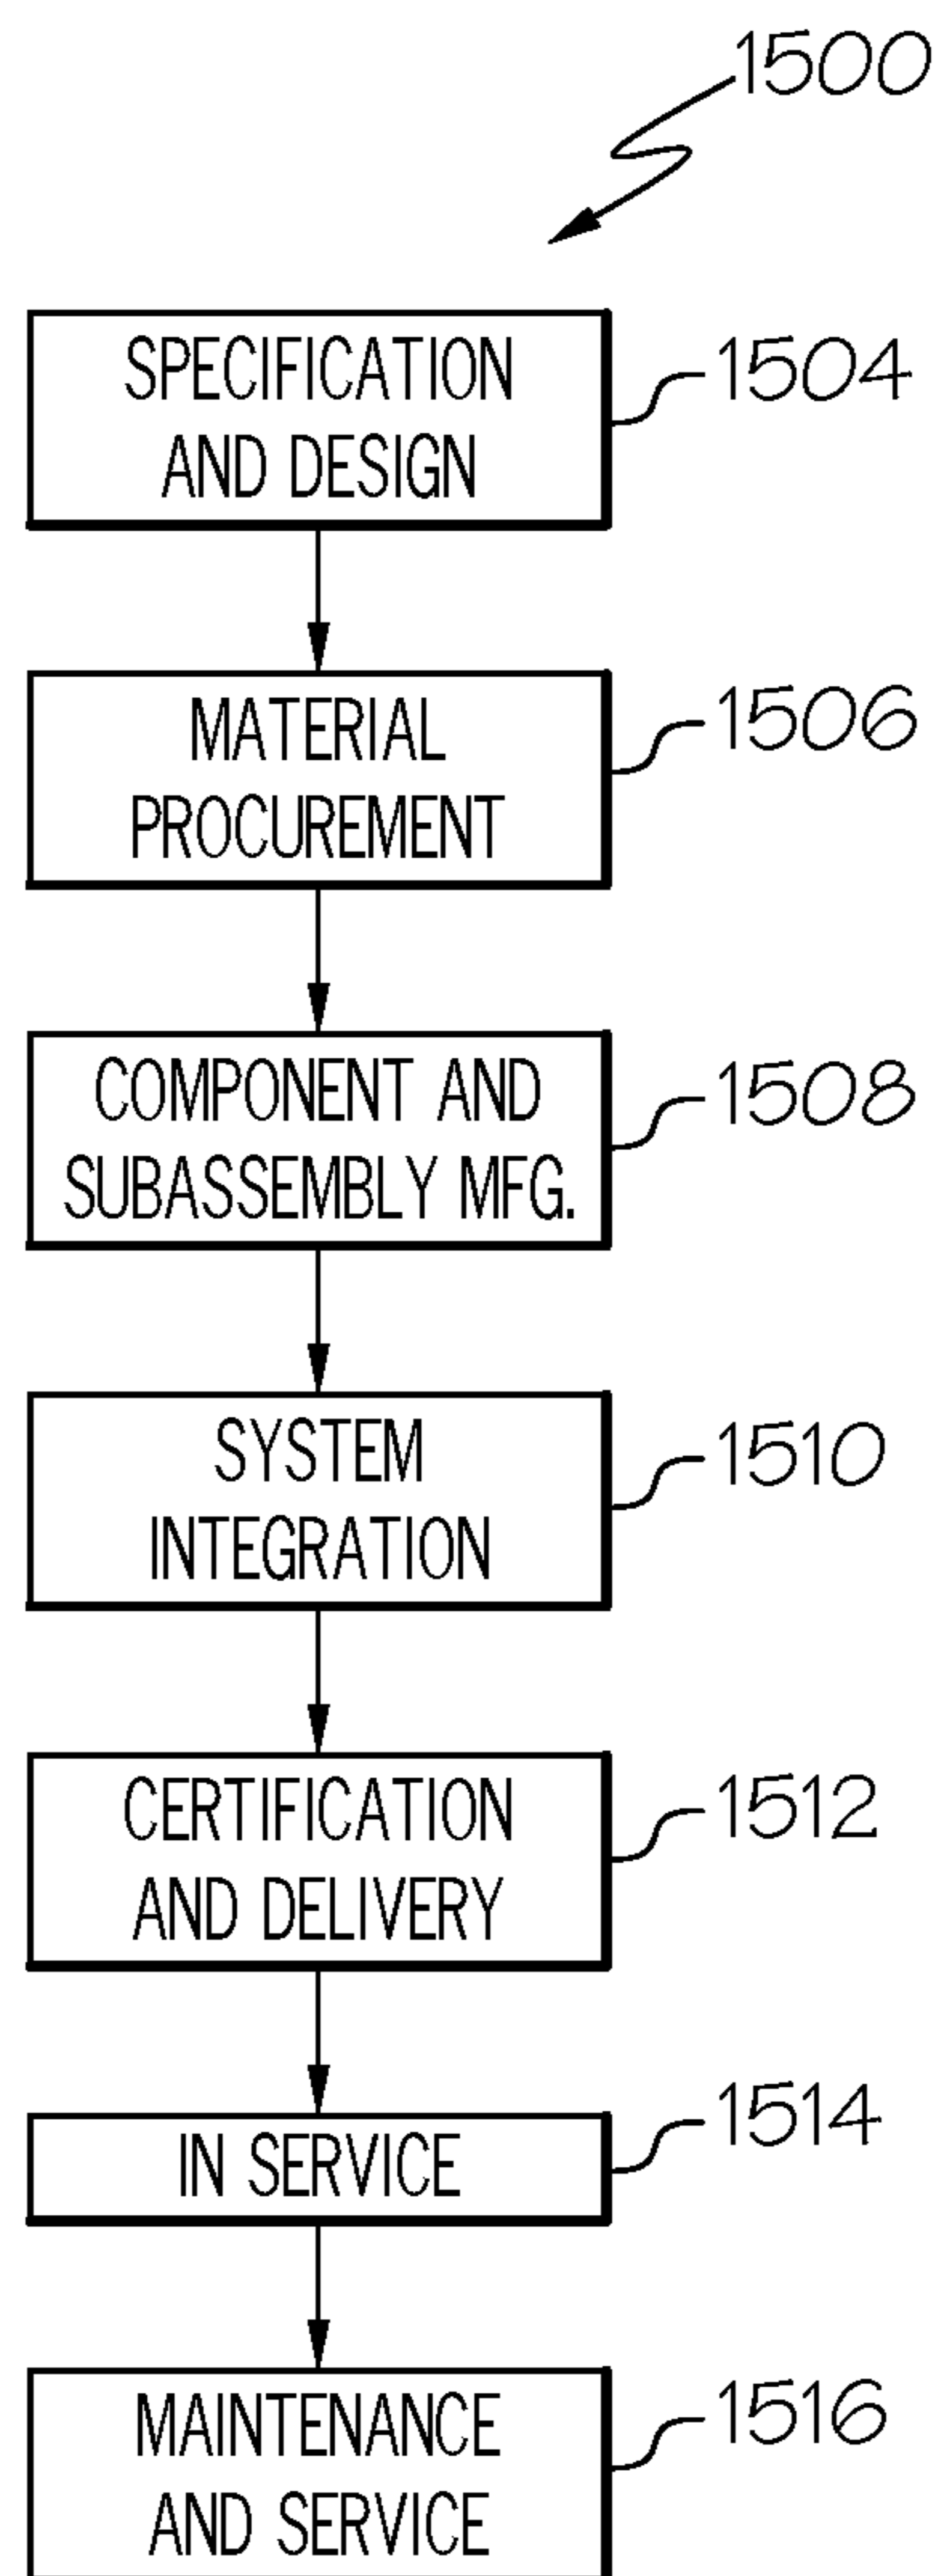 1500
SPECIFICATION
AND DESIGN
1504
MATERIAL
PROCUREMENT
1506
COMPONENT AND
SUBASSEMBLY MFG.
1508
SYSTEM
INTEGRATION
1510
CERTIFICATION
AND DELIVERY
1512
IN SERVICE
1514
MAINTENANCE
AND SERVICE
1516